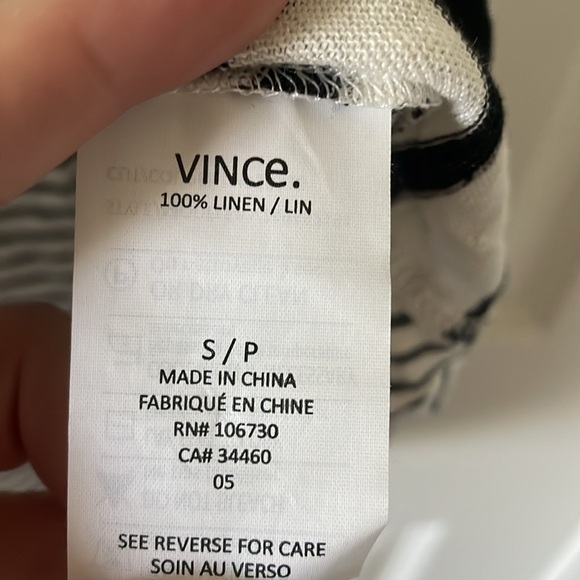 VINCe.
100% LINEN / LIN
S / P
MADE IN CHINA
FABRIQUÉ EN CHINE
RN# 106730
CA# 34460
05
SEE REVERSE FOR CARE
SOIN AU VERSO